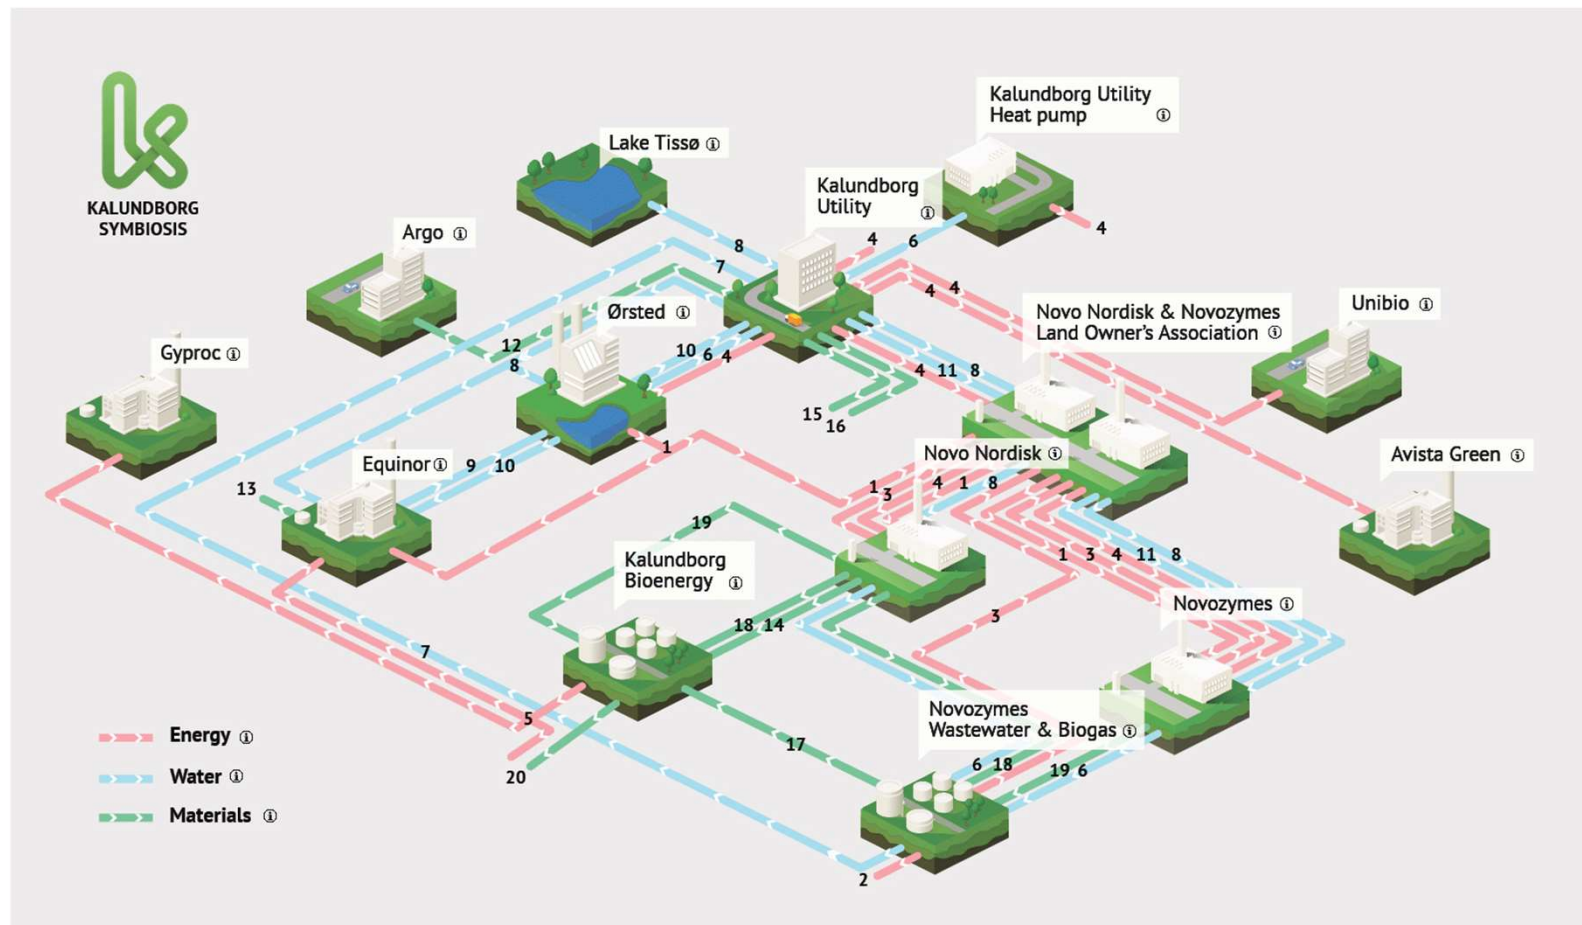 KALUNDBORG
SYMBIOSIS
Kalundborg Utility
Heat pump
Lake Tissø
Kalundborg
Utility
Argo
Ørsted
Gyproc
Equinor
Novo Nordisk & Novozymes
Land Owner's Association
Unibio
Avista Green
Novo Nordisk
Kalundborg
Bioenergy
Novozymes
Novozymes
Wastewater & Biogas
8
7
4
6
4
4
4
12
8
10 6 4
4 11 8
15
16
9 10
1
13
1 3 4 1 8
19
1 3 4 11 8
18 14
3
7
5
20
17
6 18
19 6
2
Energy
Water
Materials